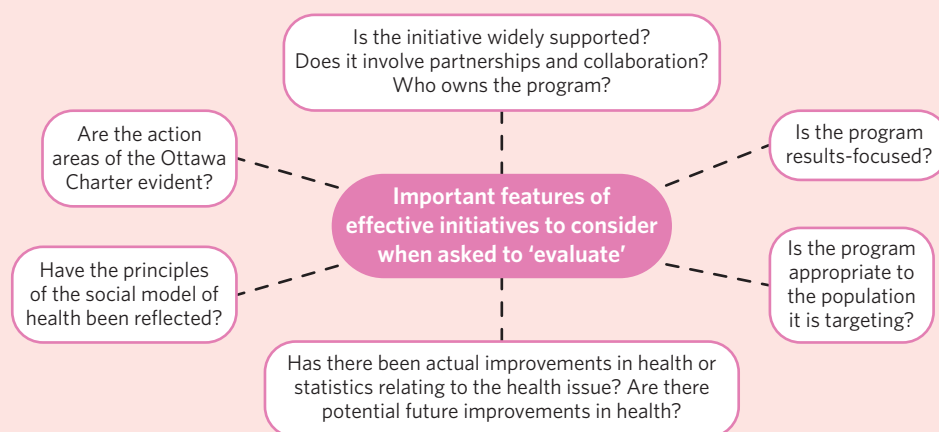 Is the initiative widely supported?
Does it involve partnerships and collaboration?
Who owns the program?
Are the action
areas of the Ottawa
Charter evident?
Is the program
results-focused?
Important features of
effective initiatives to consider
when asked to ‘evaluate’
Have the principles
of the social model of
health been reflected?
Is the program
appropriate to
the population
it is targeting?
Has there been actual improvements in health or
statistics relating to the health issue? Are there
potential future improvements in health?